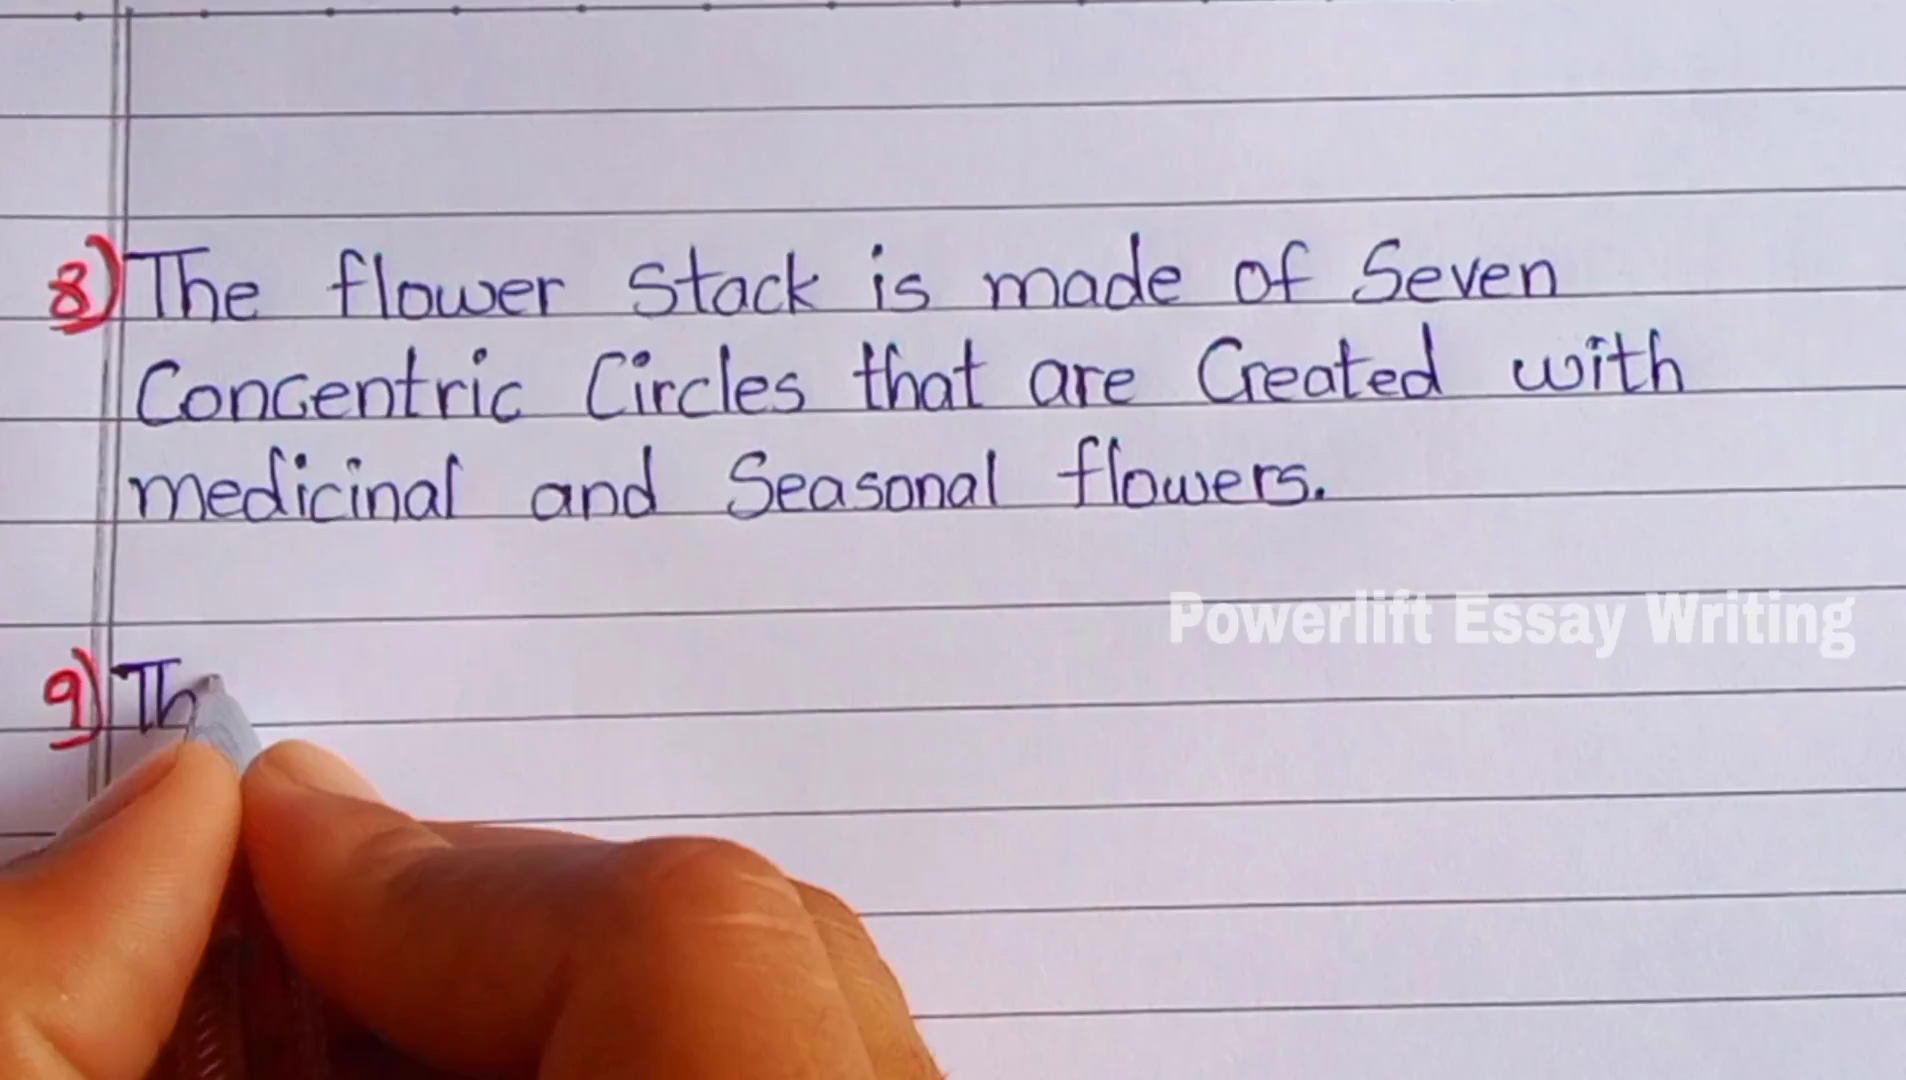 8) The flower Stack is made of Seven
Concentric Circles that are Created with
medicinal and Seasonal flowers.
Powerlift Essay Writing
9) Th